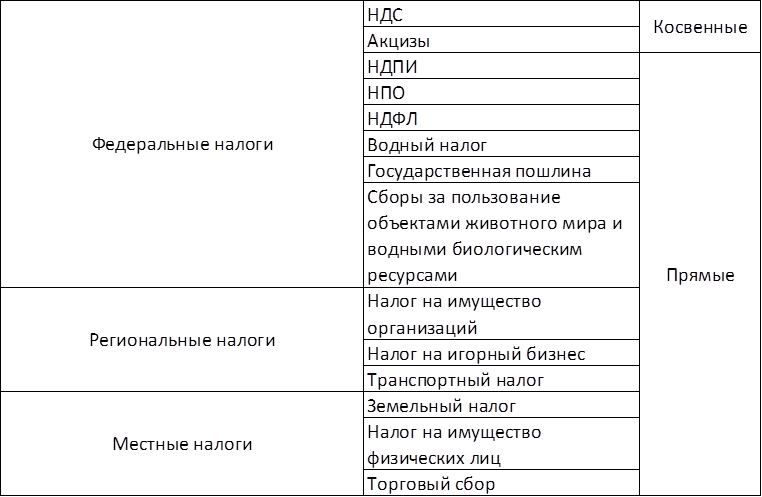 НДС
Акцизы
Косвенные
Федеральные налоги
НДПИ
НПО
НДФЛ
Водный налог
Государственная пошлина
Сборы за пользование
объектами животного мира и
водными биологическим
ресурсами
Прямые
Региональные налоги
Налог на имущество
организаций
Налог на игорный бизнес
Транспортный налог
Местные налоги
Земельный налог
Налог на имущество
физических лиц
Торговый сбор